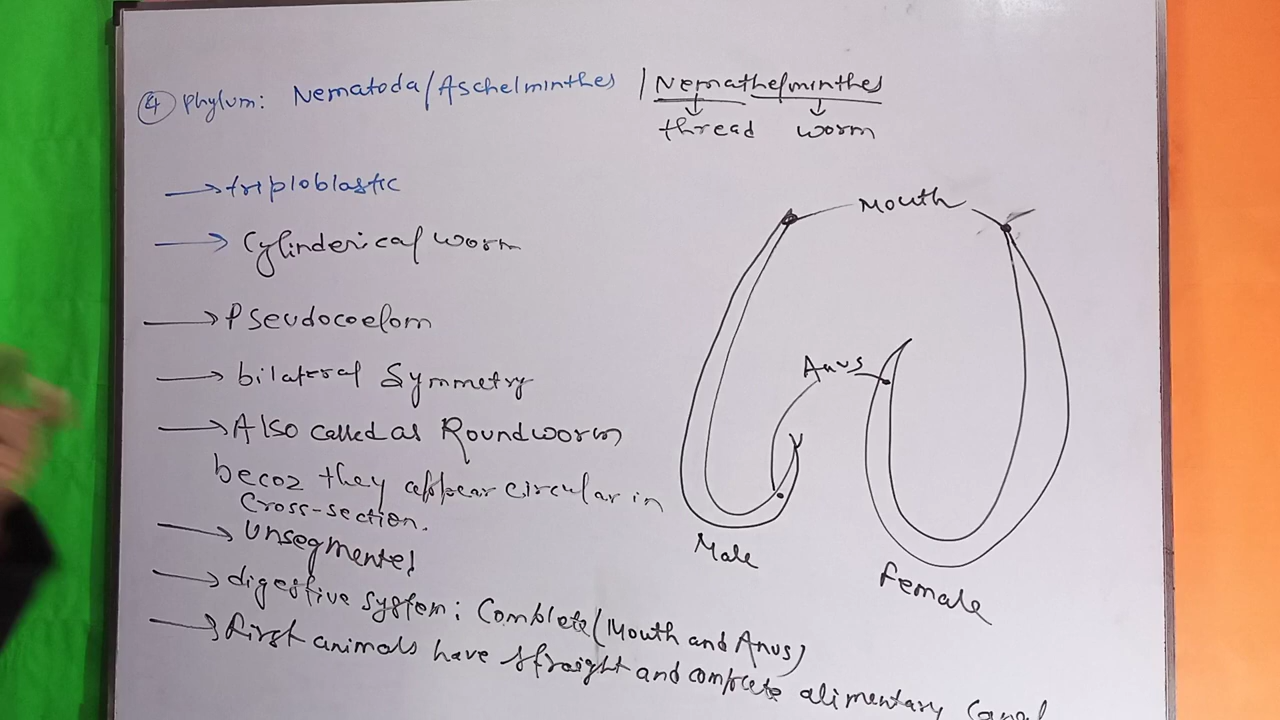 ④ Phylum: Nematoda/Aschelminthes / Nemathelminthes
thread worm
→ triploblastic
→ Cylinderical worm
→ Pseudocoelom
→ bilateral Symmetry
→ Also called as Roundworm
becoz they appear circular in
Cross-section.
→ Unsegmented
→ digestive system: Complete (Mouth and Anus)
→ first animals have straight and complete alimentary Canal
Mouth
Anus
Male
female